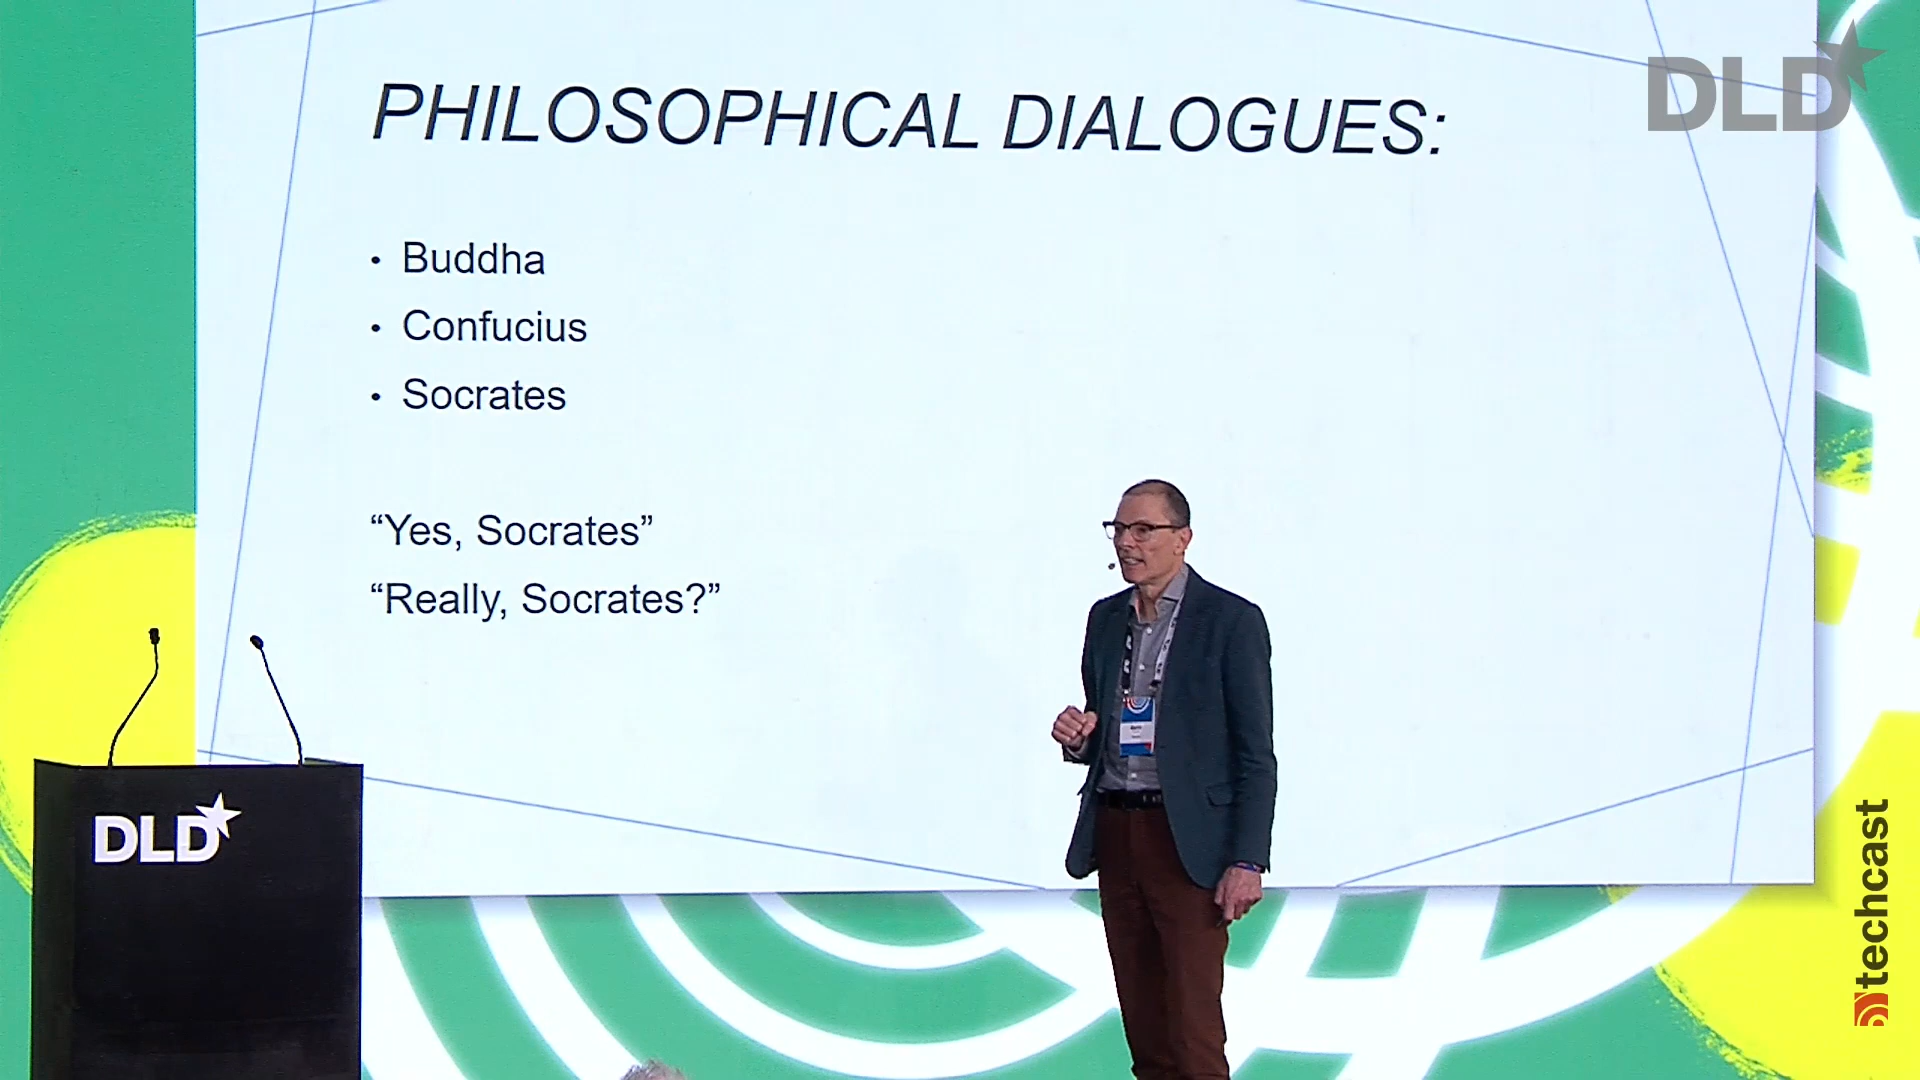 PHILOSOPHICAL DIALOGUES:
DLD
• Buddha
• Confucius
• Socrates
“Yes, Socrates”
“Really, Socrates?”
DLD
techcast